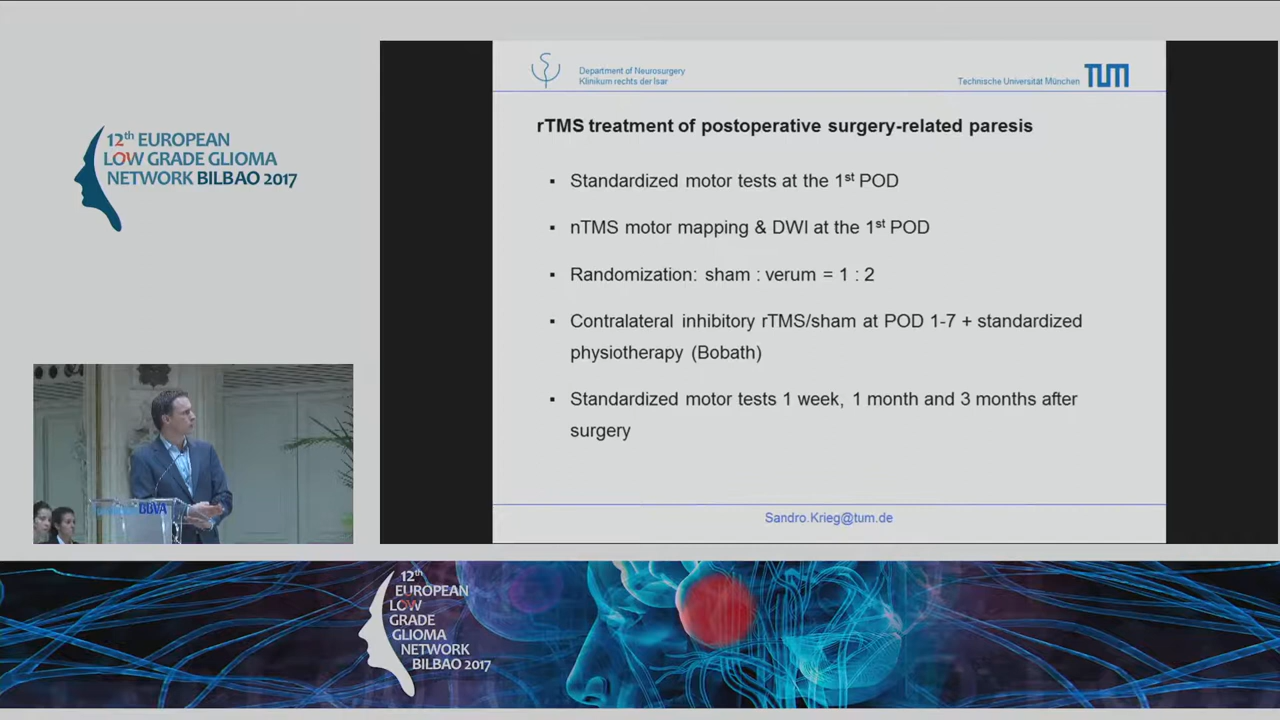 12th EUROPEAN
LOW GRADE GLIOMA
NETWORK BILBAO 2017
Department of Neurosurgery
Klinikum rechts der Isar
Technische Universität München TUM
rTMS treatment of postoperative surgery-related paresis
▪ Standardized motor tests at the 1st POD
▪ nTMS motor mapping & DWI at the 1st POD
▪ Randomization: sham : verum = 1 : 2
▪ Contralateral inhibitory rTMS/sham at POD 1-7 + standardized
physiotherapy (Bobath)
▪ Standardized motor tests 1 week, 1 month and 3 months after
surgery
Sandro.Krieg@tum.de
BBVA
12th
EUROPEAN
LOW
GRADE
GLIOMA
NETWORK
BILBAO 2017